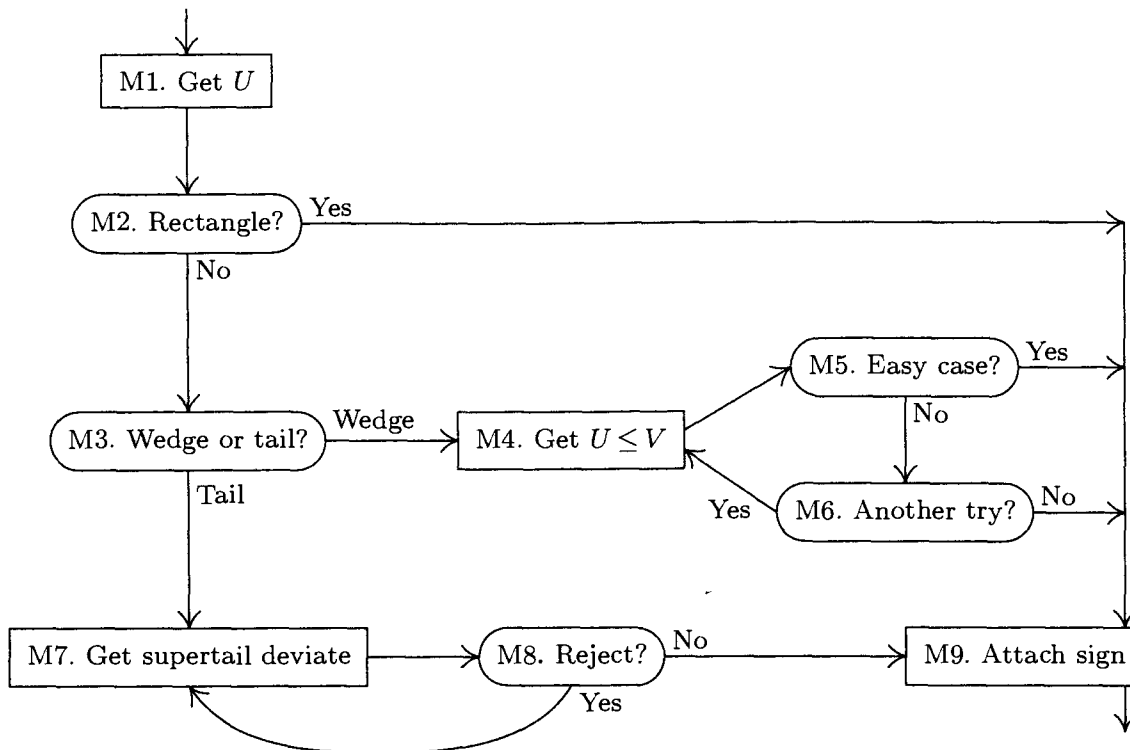 M1. Get U
M2. Rectangle?
Yes
No
M5. Easy case?
Yes
No
M3. Wedge or tail?
Wedge
M4. Get U ≤ V
Tail
Yes
M6. Another try?
No
M7. Get supertail deviate
M8. Reject?
No
Yes
M9. Attach sign